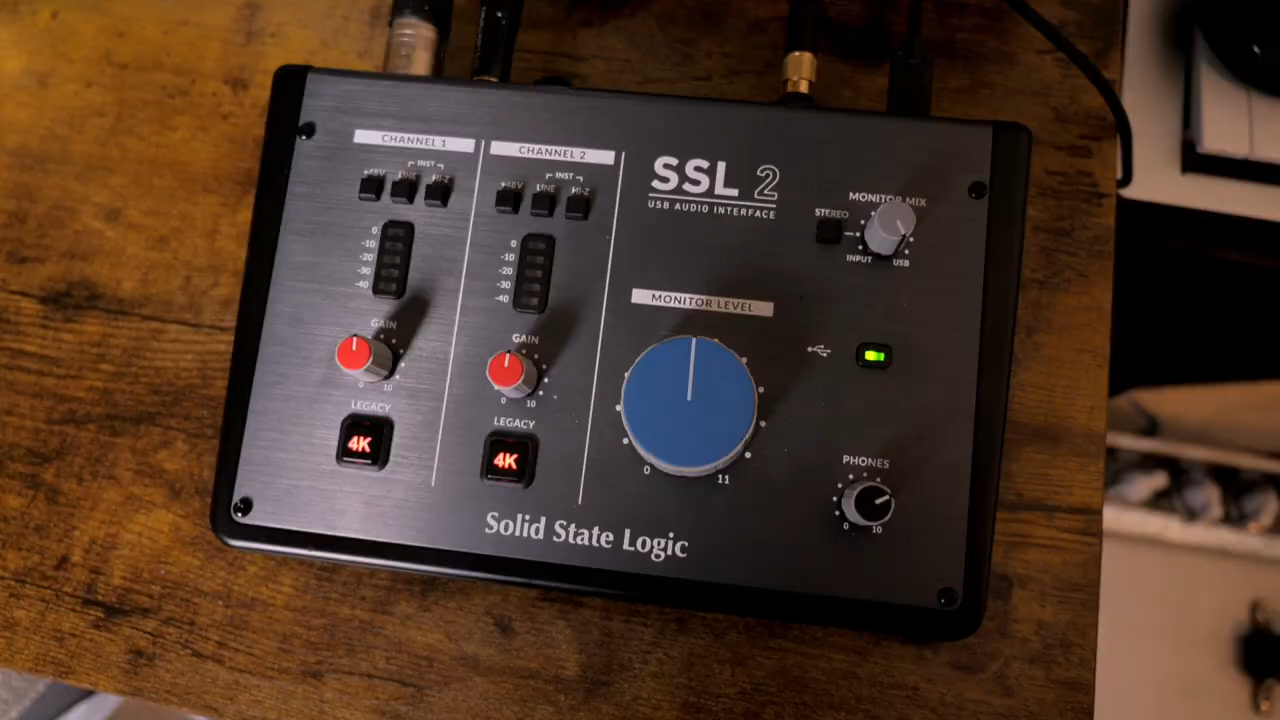 CHANNEL 1
INST
+48V LINE HI-Z
0
-10
-20
-30
-40
GAIN
0 10
LEGACY
4K
CHANNEL 2
INST
+48V LINE HI-Z
0
-10
-20
-30
-40
GAIN
0 10
LEGACY
4K
SSL 2
USB AUDIO INTERFACE
MONITOR MIX
STEREO
INPUT USB
MONITOR LEVEL
0 11
PHONES
0 10
Solid State Logic